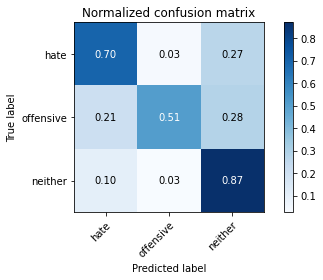 Normalized confusion matrix
True label
hate
offensive
neither
0.70 0.03 0.27
0.21 0.51 0.28
0.10 0.03 0.87
hate
offensive
neither
Predicted label
0.8
0.7
0.6
0.5
0.4
0.3
0.2
0.1